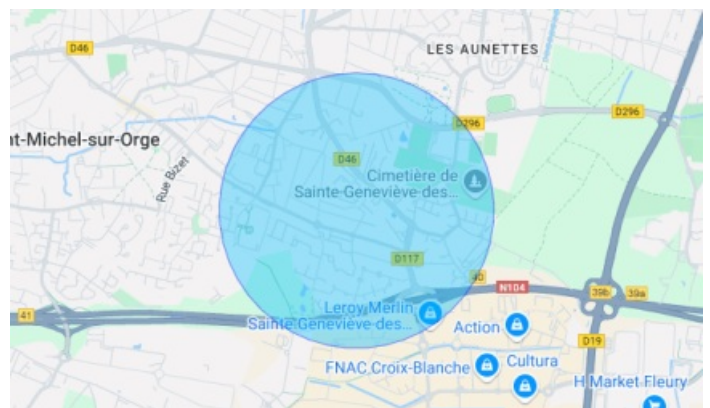 D46
LES AUNETTES
D296
D296
nt-Michel-sur-Orge
D46
Rue Bizet
Cimetière de
Sainte Geneviève des...
D117
40
N104
39b
39a
41
Leroy Merlin
Sainte-Geneviève-des...
Action
D19
FNAC Croix-Blanche
Cultura
H Market Fleury